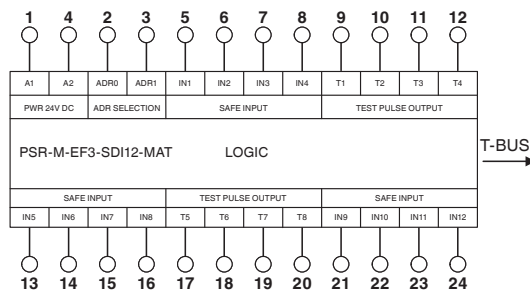 1 4 2 3 5 6 7 8 9 10 11 12
A1 A2 ADR0 ADR1 IN1 IN2 IN3 IN4 T1 T2 T3 T4
PWR 24V DC ADR SELECTION SAFE INPUT TEST PULSE OUTPUT
PSR-M-EF3-SDI12-MAT LOGIC T-BUS
SAFE INPUT TEST PULSE OUTPUT SAFE INPUT
IN5 IN6 IN7 IN8 T5 T6 T7 T8 IN9 IN10 IN11 IN12
13 14 15 16 17 18 19 20 21 22 23 24